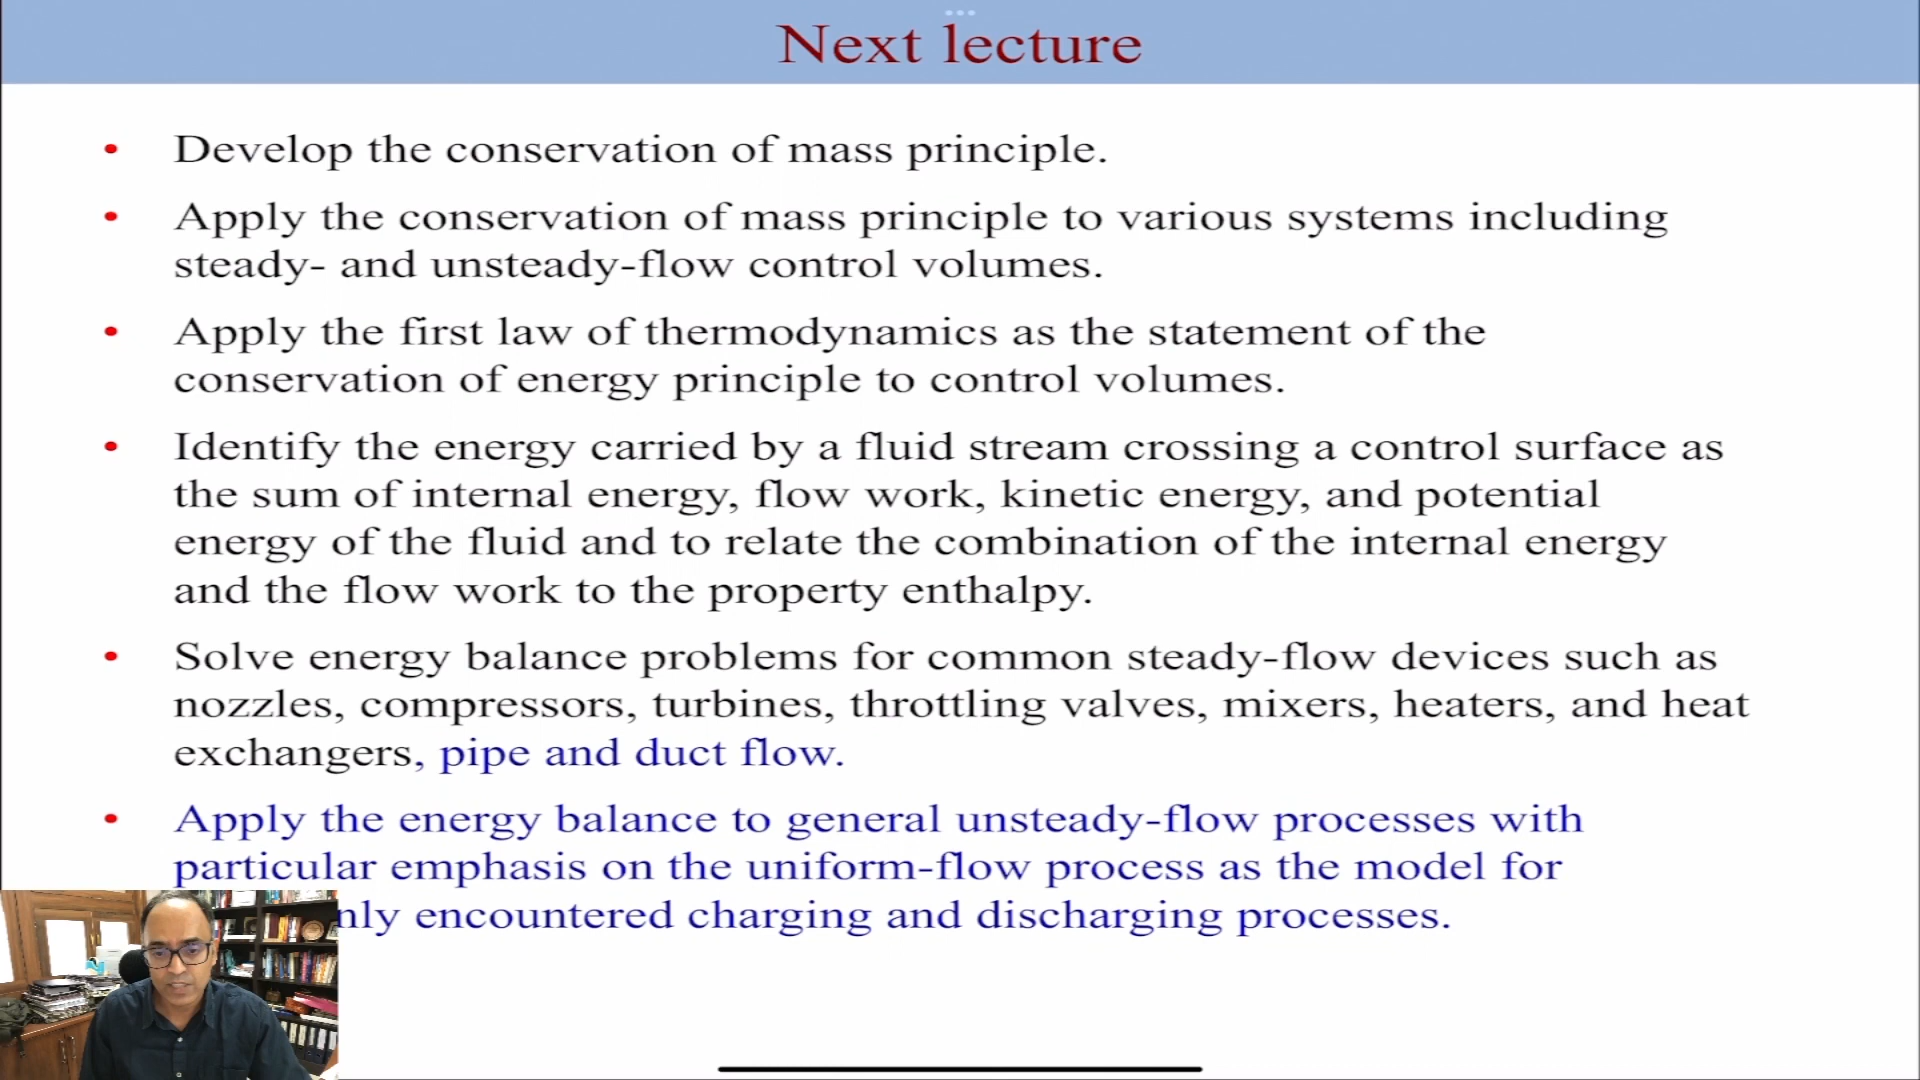 Next lecture
• Develop the conservation of mass principle.
• Apply the conservation of mass principle to various systems including
steady- and unsteady-flow control volumes.
• Apply the first law of thermodynamics as the statement of the
conservation of energy principle to control volumes.
• Identify the energy carried by a fluid stream crossing a control surface as
the sum of internal energy, flow work, kinetic energy, and potential
energy of the fluid and to relate the combination of the internal energy
and the flow work to the property enthalpy.
• Solve energy balance problems for common steady-flow devices such as
nozzles, compressors, turbines, throttling valves, mixers, heaters, and heat
exchangers, pipe and duct flow.
• Apply the energy balance to general unsteady-flow processes with
particular emphasis on the uniform-flow process as the model for
encountered charging and discharging processes.